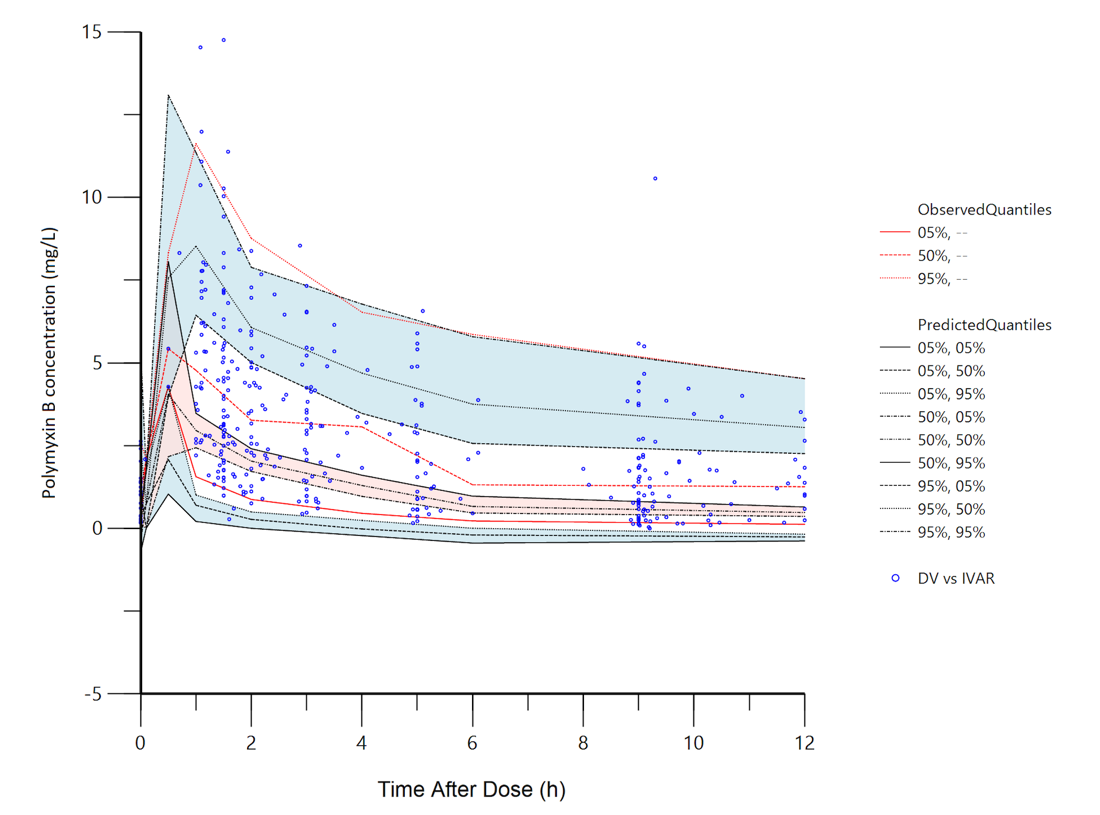 15
10
5
0
-5
Polymyxin B concentration (mg/L)
0 2 4 6 8 10 12
Time After Dose (h)
ObservedQuantiles
05%, --
50%, --
95%, --
PredictedQuantiles
05%, 05%
05%, 50%
05%, 95%
50%, 05%
50%, 50%
50%, 95%
95%, 05%
95%, 50%
95%, 95%
DV vs IVAR